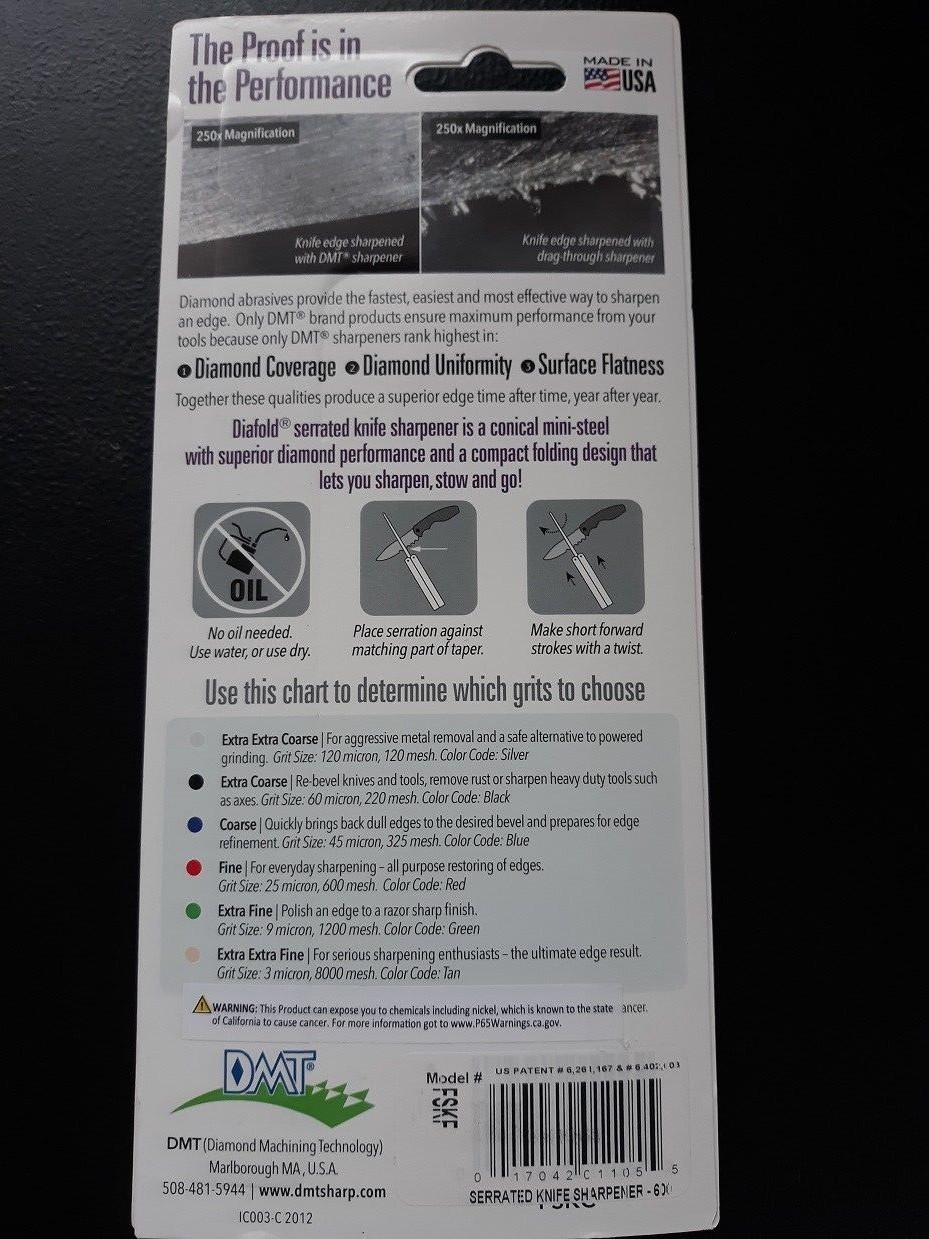 The Proof is in
the Performance
MADE IN
USA
250x Magnification
250x Magnification
Knife edge sharpened
with DMT® sharpener
Knife edge sharpened with
drag-through sharpener
Diamond abrasives provide the fastest, easiest and most effective way to sharpen
an edge. Only DMT® brand products ensure maximum performance from your
tools because only DMT® sharpeners rank highest in:
1 Diamond Coverage 2 Diamond Uniformity 3 Surface Flatness
Together these qualities produce a superior edge time after time, year after year.
Diafold® serrated knife sharpener is a conical mini-steel
with superior diamond performance and a compact folding design that
lets you sharpen, stow and go!
OIL
No oil needed.
Use water, or use dry.
Place serration against
matching part of taper.
Make short forward
strokes with a twist.
Use this chart to determine which grits to choose
Extra Extra Coarse | For aggressive metal removal and a safe alternative to powered
grinding. Grit Size: 120 micron, 120 mesh. Color Code: Silver
Extra Coarse | Re-bevel knives and tools, remove rust or sharpen heavy duty tools such
as axes. Grit Size: 60 micron, 220 mesh. Color Code: Black
Coarse | Quickly brings back dull edges to the desired bevel and prepares for edge
refinement. Grit Size: 45 micron, 325 mesh. Color Code: Blue
Fine | For everyday sharpening – all purpose restoring of edges.
Grit Size: 25 micron, 600 mesh. Color Code: Red
Extra Fine | Polish an edge to a razor sharp finish.
Grit Size: 9 micron, 1200 mesh. Color Code: Green
Extra Extra Fine | For serious sharpening enthusiasts – the ultimate edge result.
Grit Size: 3 micron, 8000 mesh. Color Code: Tan
WARNING: This Product can expose you to chemicals including nickel, which is known to the state ancer.
of California to cause cancer. For more information got to www.P65Warnings.ca.gov.
DMT®
DMT (Diamond Machining Technology)
Marlborough MA, U.S.A.
508-481-5944 | www.dmtsharp.com
IC003-C 2012
US PATENT # 6,261,167 & #
Model #
FSKF
0 17042 01105 5
SERRATED KNIFE SHARPENER -